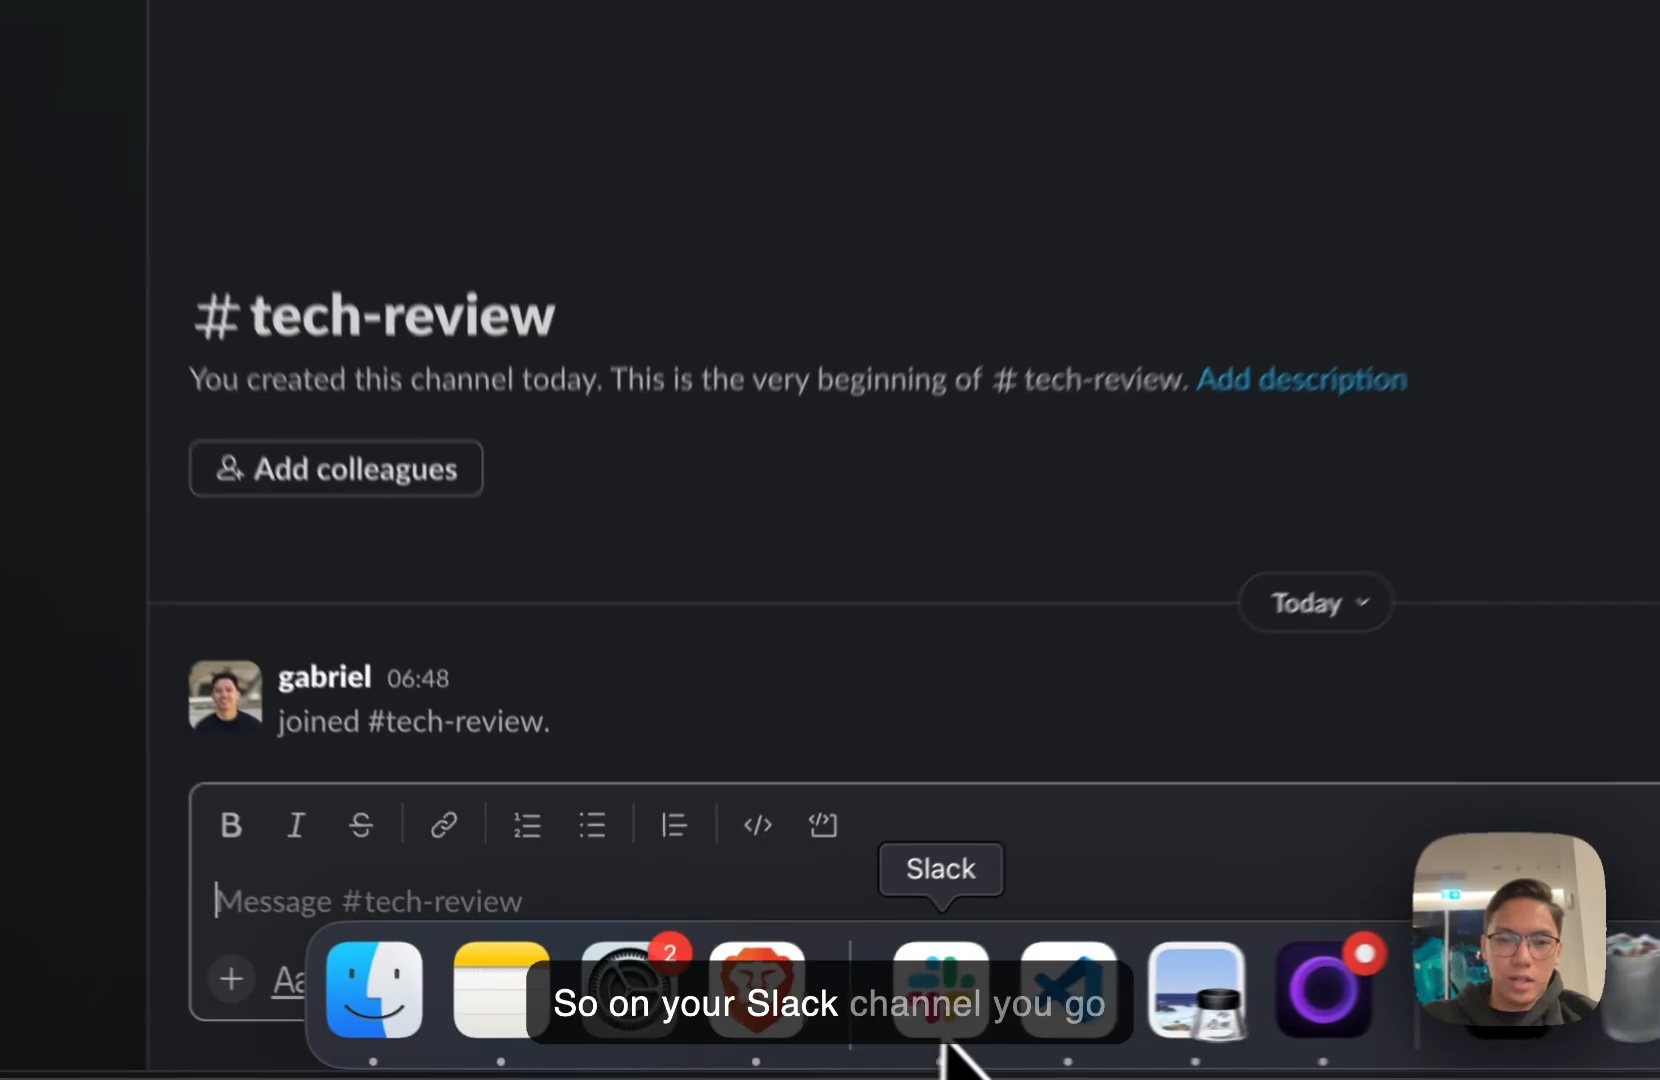 # tech-review
You created this channel today. This is the very beginning of # tech-review. Add description
Add colleagues
Today
gabriel 06:48
joined #tech-review.
B I S
Message #tech-review
Slack
2
+ Aa
So on your Slack channel you go